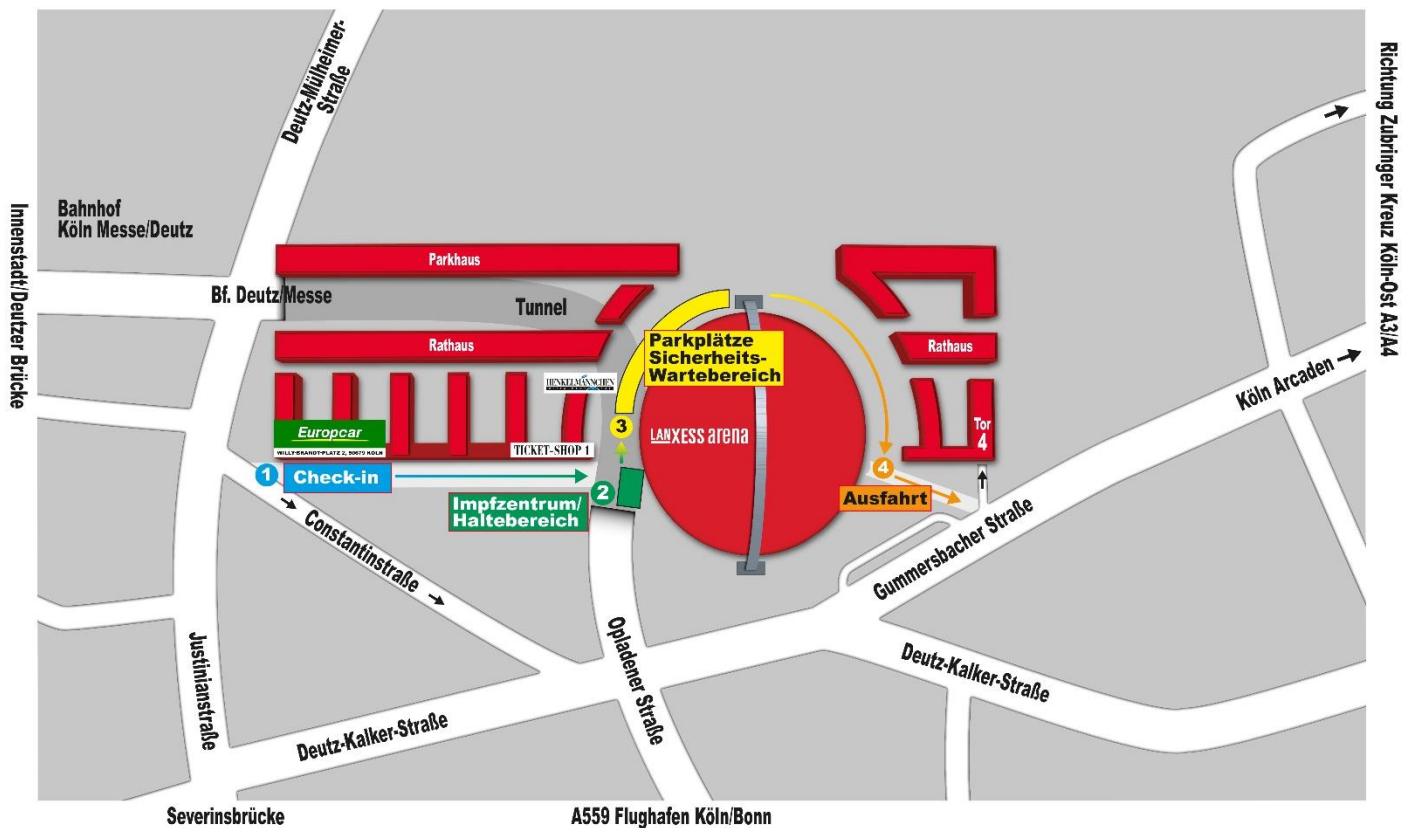 Deutz-Mülheimer-
Straße
Richtung Zubringer Kreuz Köln-Ost A3/A4
Innenstadt/Deutzer Brücke
Bahnhof
Köln Messe/Deutz
Parkhaus
Bf. Deutz/Messe
Tunnel
Rathaus
Parkplätze
Sicherheits-
Wartebereich
Rathaus
HENKELMÄNNCHEN
Köln Arcaden
Europcar
WILLY-BRANDT-PLATZ 2, 50679 KÖLN
TICKET-SHOP 1
3
LANXESS arena
Tor
4
1
Check-in
4
2
Impfzentrum/
Haltebereich
Ausfahrt
Constantinstraße
Gummersbacher Straße
Justinianstraße
Opladener Straße
Deutz-Kalker-Straße
Deutz-Kalker-Straße
Severinsbrücke
A559 Flughafen Köln/Bonn